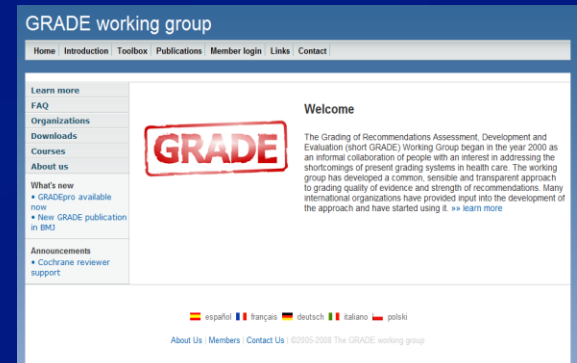 GRADE working group
Home Introduction Toolbox Publications Member login Links Contact
Learn more
FAQ
Organizations
Downloads
Courses
About us
What's new
• GRADEpro available
now
• New GRADE publication
in BMJ
Announcements
• Cochrane reviewer
support
GRADE
Welcome
The Grading of Recommendations Assessment, Development and
Evaluation (short GRADE) Working Group began in the year 2000 as
an informal collaboration of people with an interest in addressing the
shortcomings of present grading systems in health care. The working
group has developed a common, sensible and transparent approach
to grading quality of evidence and strength of recommendations. Many
international organizations have provided input into the development of
the approach and have started using it. »» learn more
español français deutsch italiano polski
About Us | Members | Contact Us | ©2005-2008 The GRADE working group